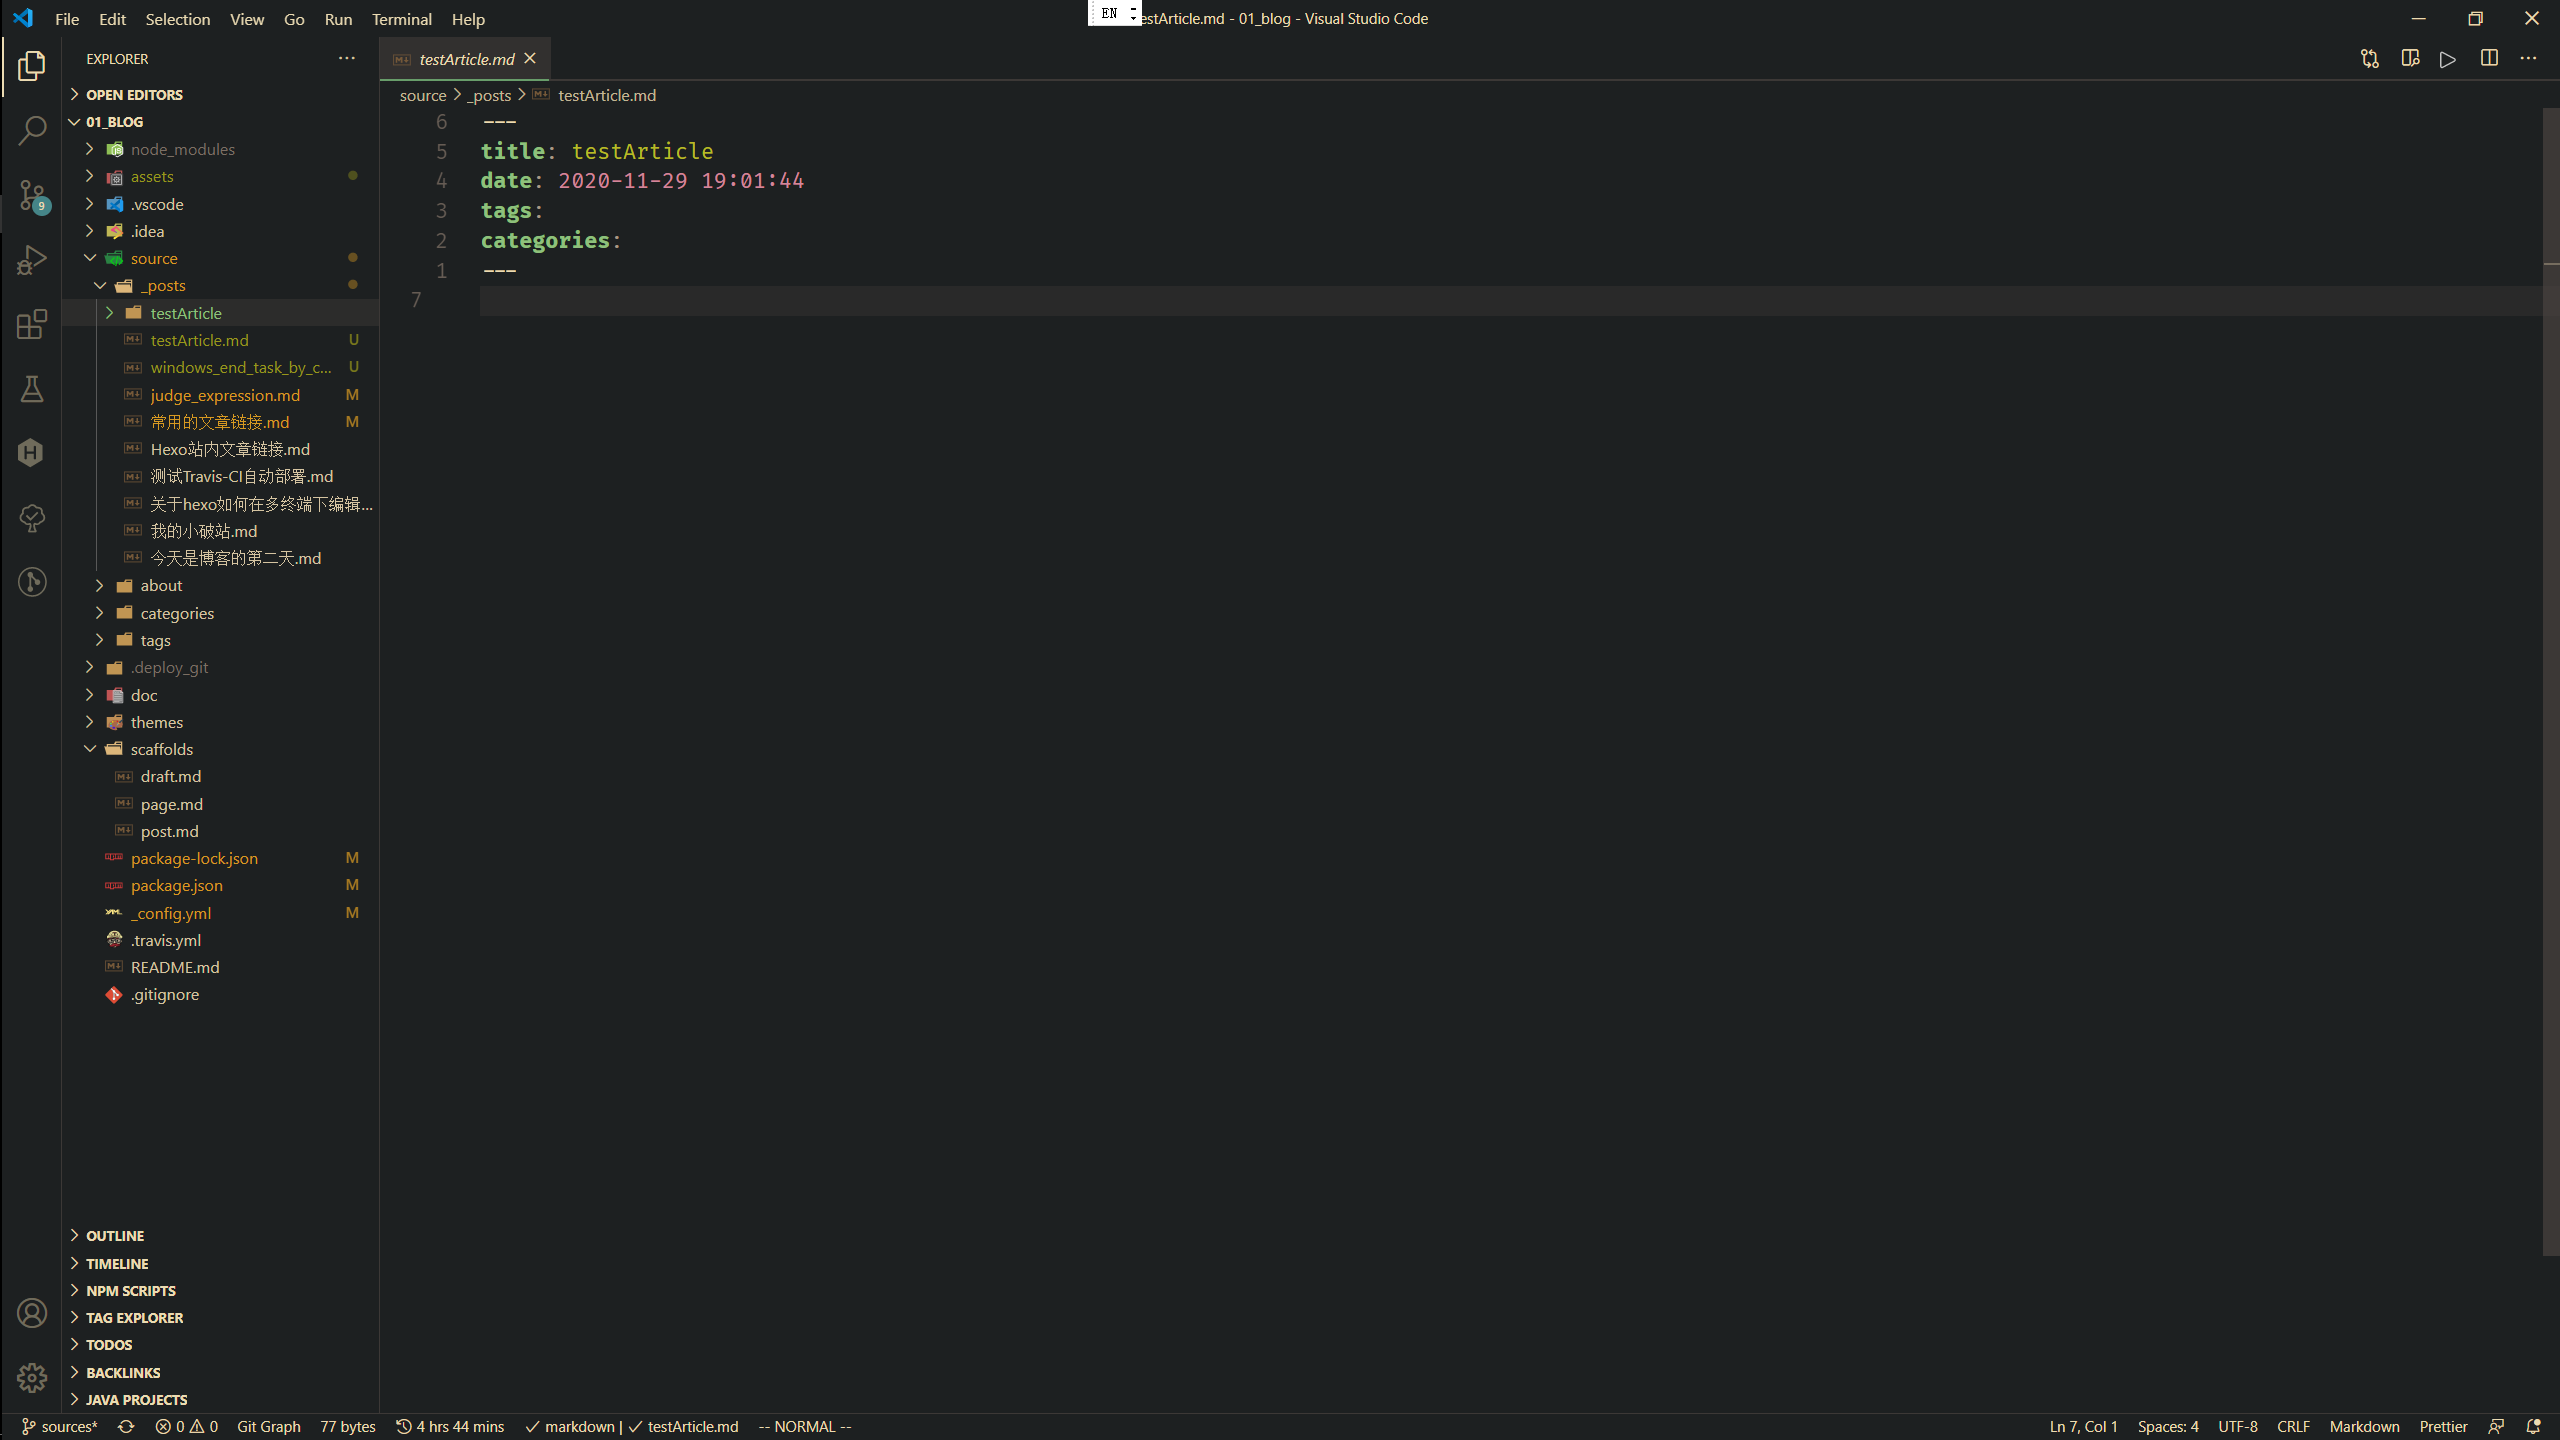 File Edit Selection View Go Run Terminal Help
EN
estArticle.md - 01_blog - Visual Studio Code
EXPLORER
OPEN EDITORS
01_BLOG
node_modules
assets
.vscode
.idea
source
_posts
testArticle
testArticle.md U
windows_end_task_by_c... U
judge_expression.md M
常用的文章链接.md M
Hexo站内文章链接.md
测试Travis-CI自动部署.md
关于hexo如何在多终端下编辑...
我的小破站.md
今天是博客的第二天.md
about
categories
tags
.deploy_git
doc
themes
scaffolds
draft.md
page.md
post.md
package-lock.json M
package.json M
_config.yml M
.travis.yml
README.md
.gitignore
OUTLINE
TIMELINE
NPM SCRIPTS
TAG EXPLORER
TODOS
BACKLINKS
JAVA PROJECTS
9
testArticle.md
source > _posts > testArticle.md
6 ---
5 title: testArticle
4 date: 2020-11-29 19:01:44
3 tags:
2 categories:
1 ---
7
sources* 0 0 Git Graph 77 bytes 4 hrs 44 mins markdown | testArticle.md -- NORMAL --
Ln 7, Col 1 Spaces: 4 UTF-8 CRLF Markdown Prettier